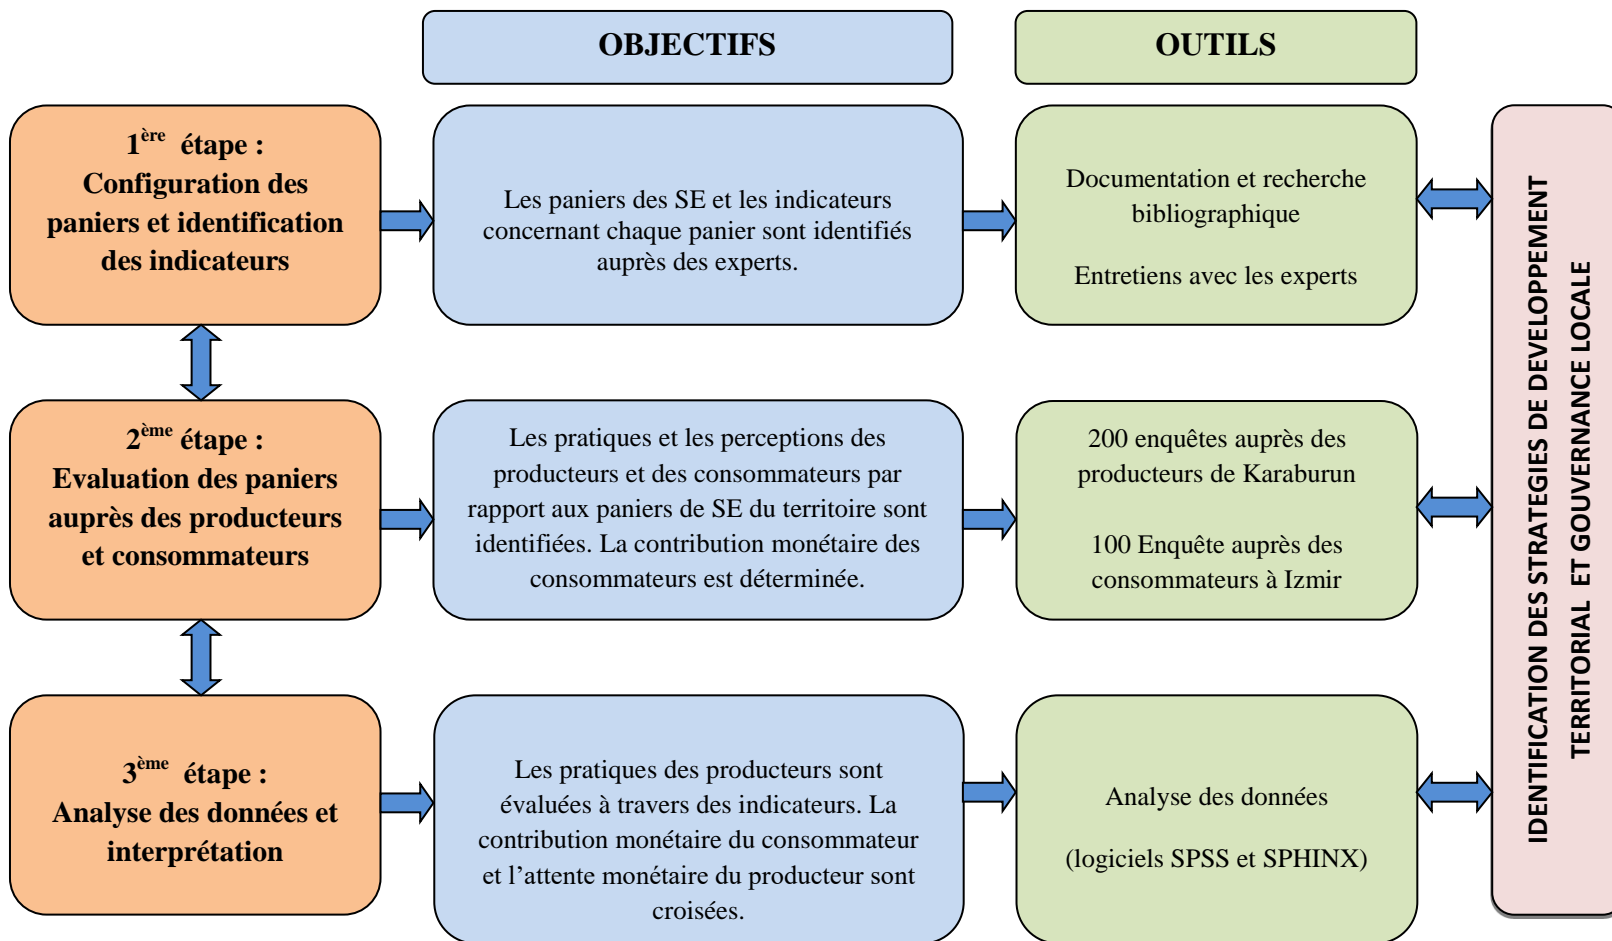 OBJECTIFS
OUTILS
1ère étape :
Configuration des
paniers et identification
des indicateurs
Les paniers des SE et les indicateurs
concernant chaque panier sont identifiés
auprès des experts.
Documentation et recherche
bibliographique
Entretiens avec les experts
2ème étape :
Evaluation des paniers
auprès des producteurs
et consommateurs
Les pratiques et les perceptions des
producteurs et des consommateurs par
rapport aux paniers de SE du territoire sont
identifiées. La contribution monétaire des
consommateurs est déterminée.
200 enquêtes auprès des
producteurs de Karaburun
100 Enquête auprès des
consommateurs à Izmir
3ème étape :
Analyse des données et
interprétation
Les pratiques des producteurs sont
évaluées à travers des indicateurs. La
contribution monétaire du consommateur
et l’attente monétaire du producteur sont
croisées.
Analyse des données
(logiciels SPSS et SPHINX)
IDENTIFICATION DES STRATEGIES DE DEVELOPPEMENT
TERRITORIAL ET GOUVERNANCE LOCALE